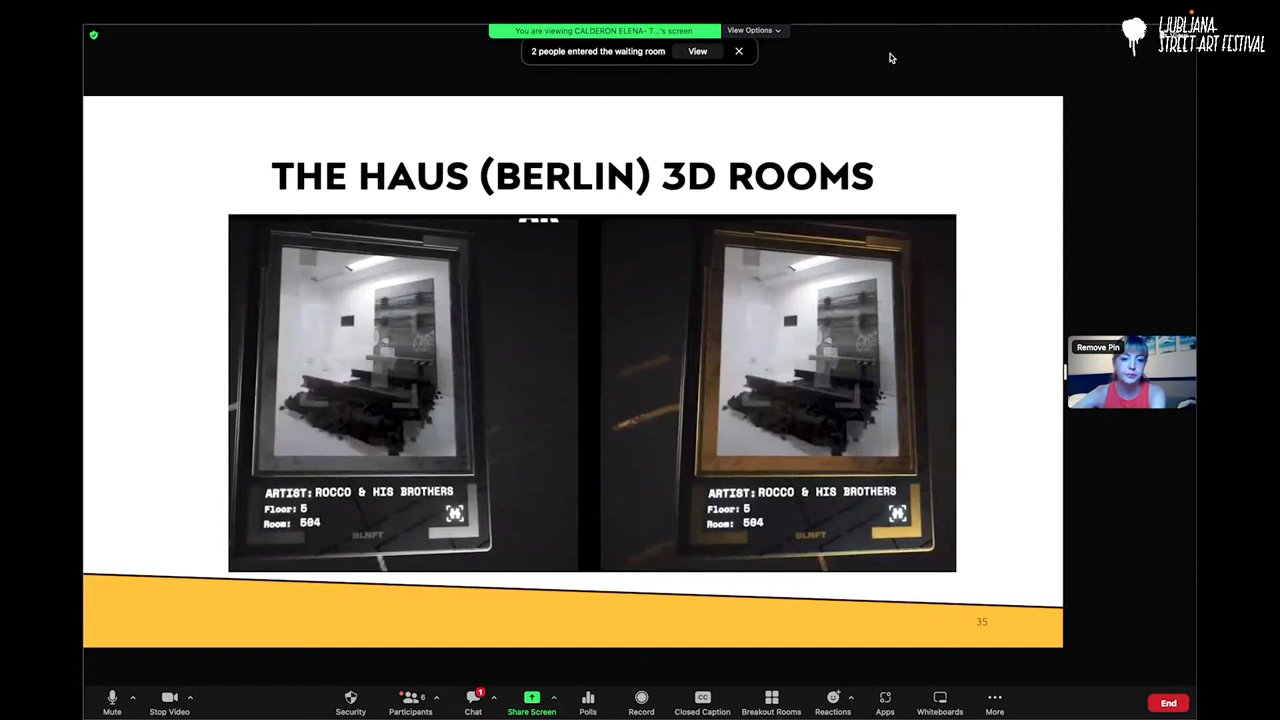 You are viewing CALDERON ELENA- T...'s screen
View Options
LJUBLJANA
STREET ART FESTIVAL
2 people entered the waiting room
View
THE HAUS (BERLIN) 3D ROOMS
ARTIST: ROCCO & HIS BROTHERS
Floor: 5
Room: 504
BLNFT
ARTIST: ROCCO & HIS BROTHERS
Floor: 5
Room: 504
BLNFT
Remove Pin
35
Mute
Stop Video
Security
Participants
6
Chat
1
Share Screen
Polls
Record
CC
Closed Caption
Breakout Rooms
Reactions
Apps
Whiteboards
More
End